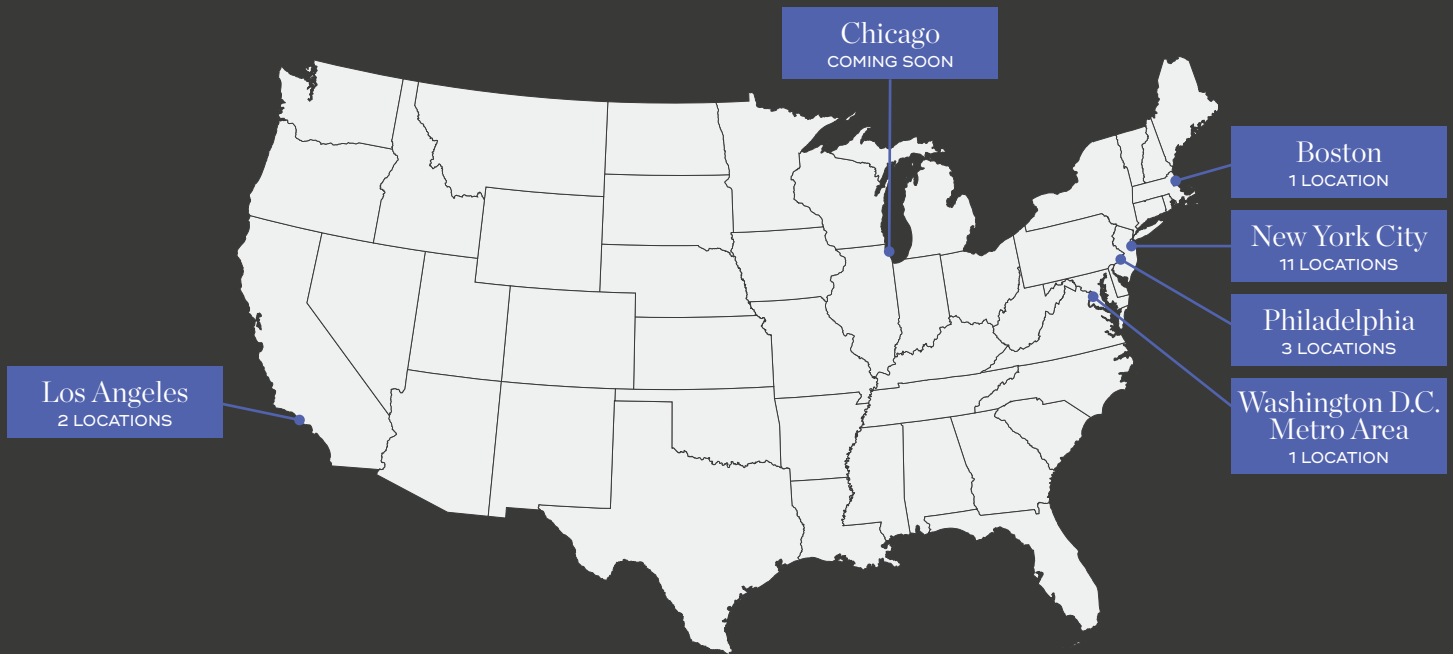 Chicago
COMING SOON
Boston
1 LOCATION
New York City
11 LOCATIONS
Philadelphia
3 LOCATIONS
Los Angeles
2 LOCATIONS
Washington D.C.
Metro Area
1 LOCATION